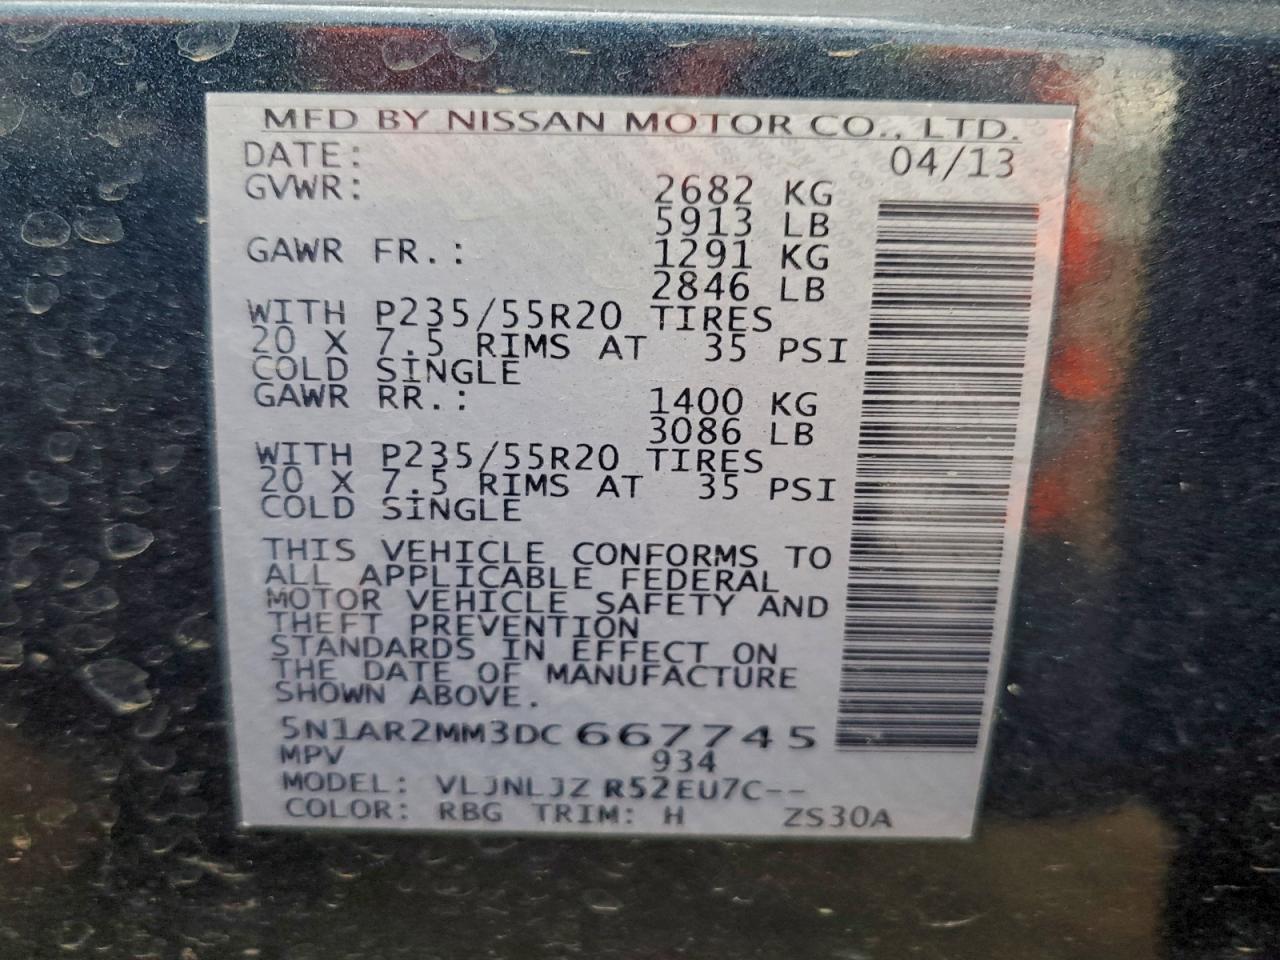 MFD BY NISSAN MOTOR CO., LTD.
DATE: 04/13
GVWR: 2682 KG
5913 LB
GAWR FR.: 1291 KG
2846 LB
WITH P235/55R20 TIRES
20 X 7.5 RIMS AT 35 PSI
COLD SINGLE
GAWR RR.: 1400 KG
3086 LB
WITH P235/55R20 TIRES
20 X 7.5 RIMS AT 35 PSI
COLD SINGLE
THIS VEHICLE CONFORMS TO
ALL APPLICABLE FEDERAL
MOTOR VEHICLE SAFETY AND
THEFT PREVENTION
STANDARDS IN EFFECT ON
THE DATE OF MANUFACTURE
SHOWN ABOVE.
5N1AR2MM3DC667745
MPV 934
MODEL: VLJNLJZ R52EU7C--
COLOR: RBG TRIM: H ZS30A